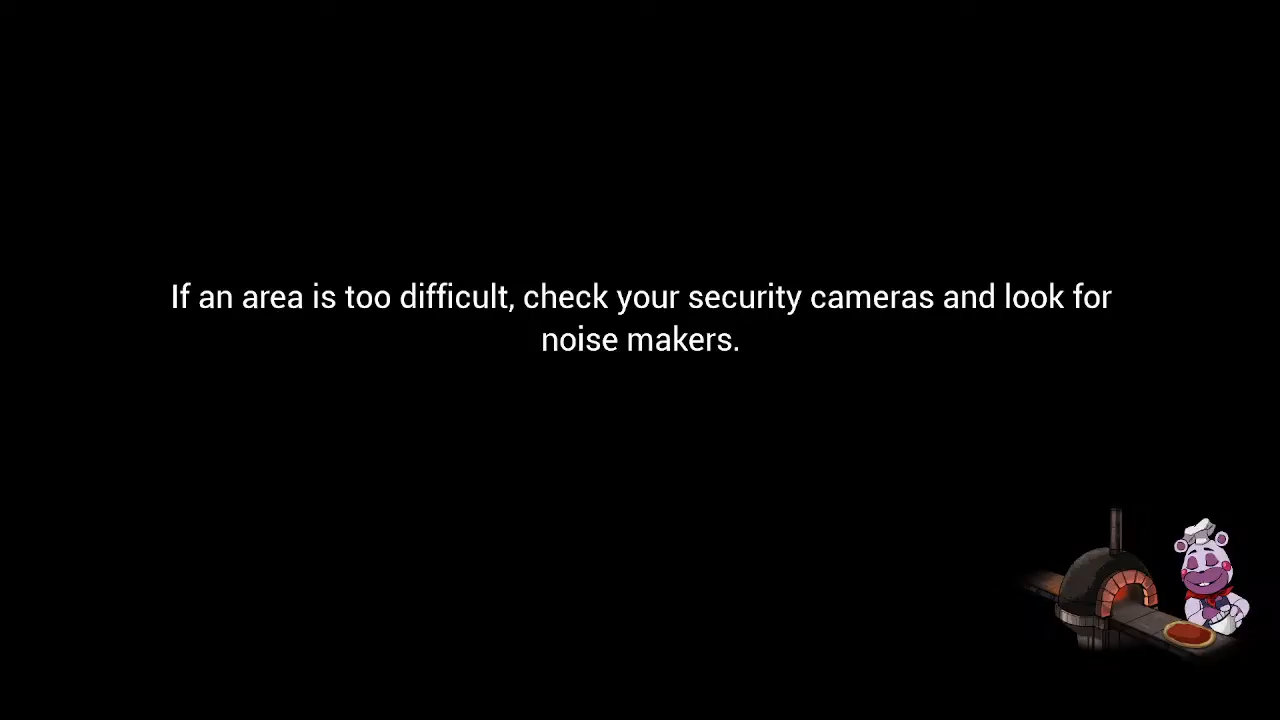 If an area is too difficult, check your security cameras and look for
noise makers.